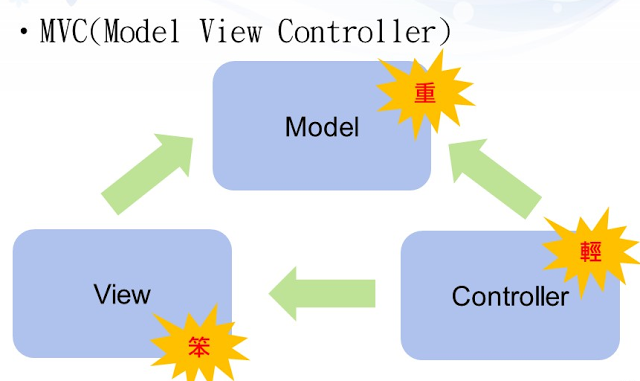 • MVC(Model View Controller)
重
Model
輕
View
Controller
笨